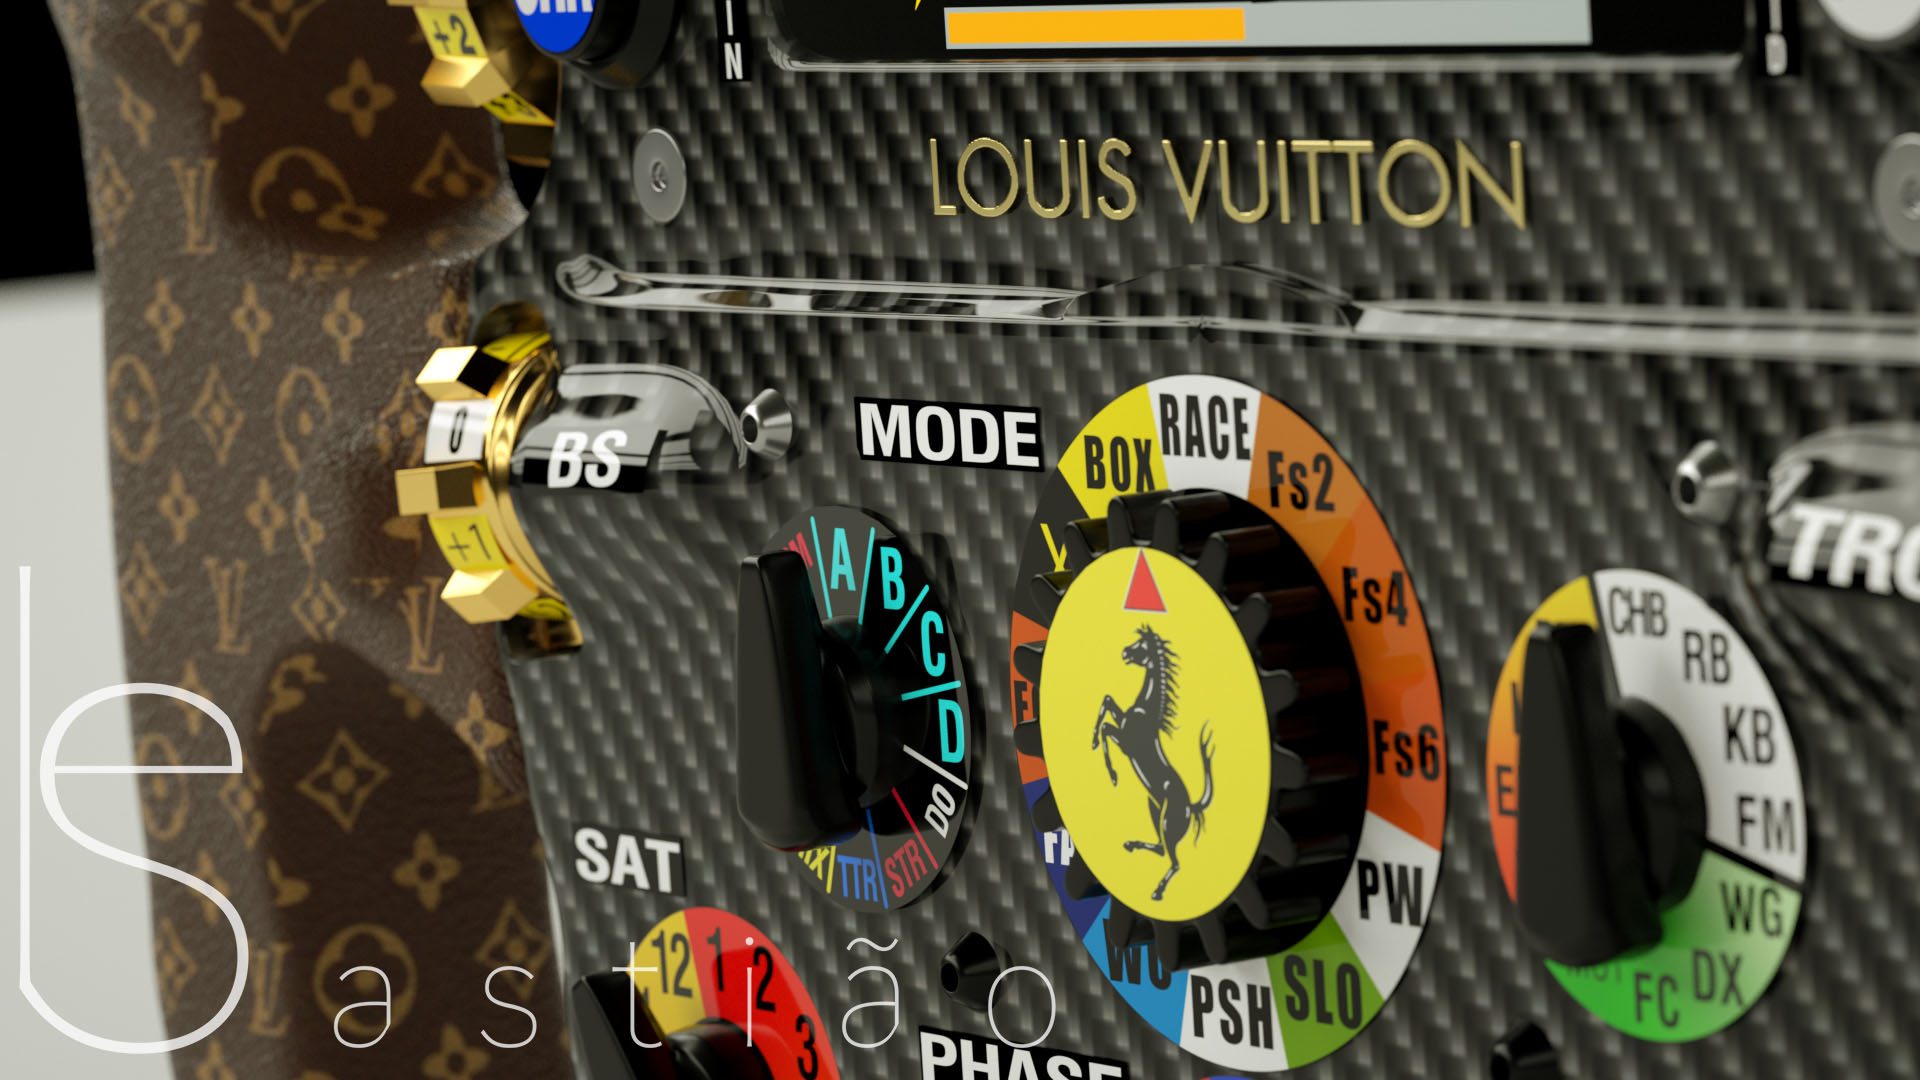 +2
IN
LOUIS VUITTON
0
BS
+1
MODE
BOX
RACE
Fs2
Fs4
Fs6
PW
SLO
PSH
A
B
C
D
DO
STR
TTR
CHB
RB
KB
FM
WG
DX
FC
SAT
12
1
2
3
PHASE
Bastião